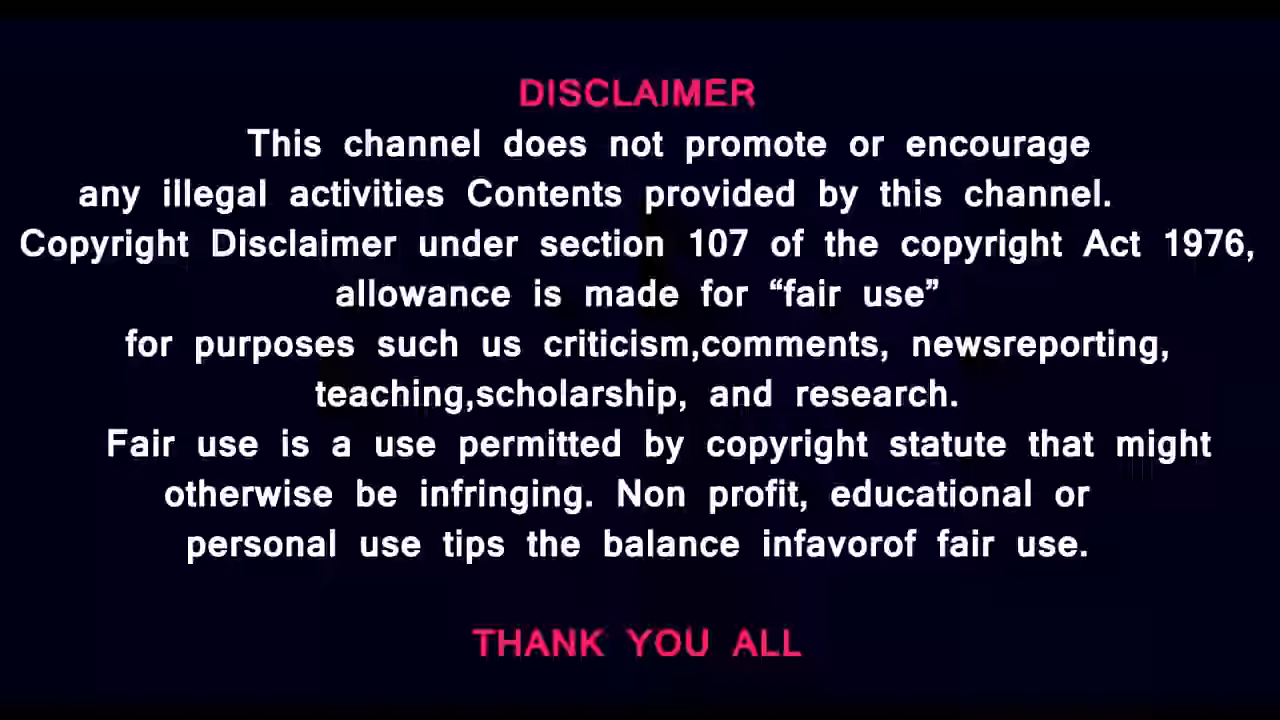 DISCLAIMER
This channel does not promote or encourage
any illegal activities Contents provided by this channel.
Copyright Disclaimer under section 107 of the copyright Act 1976,
allowance is made for “fair use”
for purposes such us criticism,comments, newsreporting,
teaching,scholarship, and research.
Fair use is a use permitted by copyright statute that might
otherwise be infringing. Non profit, educational or
personal use tips the balance infavorof fair use.
THANK YOU ALL